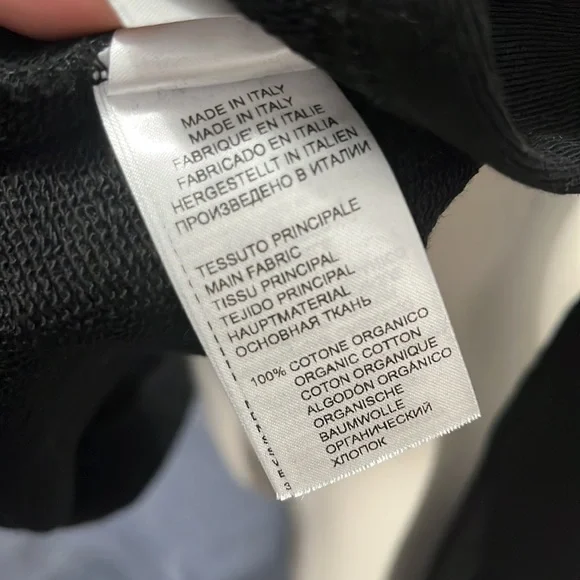 MADE IN ITALY
MADE IN ITALY
FABRIQUE' EN ITALIE
FABRICADO EN ITALIA
HERGESTELLT IN ITALIEN
ПРОИЗВЕДЕНО В ИТАЛИИ
TESSUTO PRINCIPALE
MAIN FABRIC
TISSU PRINCIPAL
TEJIDO PRINCIPAL
HAUPTMATERIAL
ОСНОВНАЯ ТКАНЬ
100% COTONE ORGANICO
ORGANIC COTTON
COTON ORGANIQUE
ALGODÓN ORGANICO
ORGANISCHE
BAUMWOLLE
ОРГАНИЧЕСКИЙ
ХЛОПОК